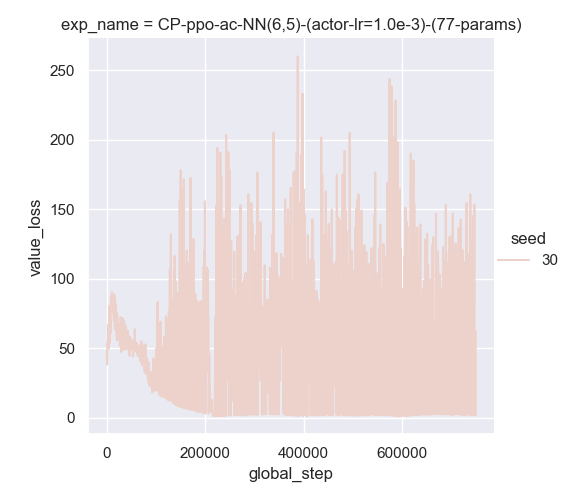 exp_name = CP-ppo-ac-NN(6,5)-(actor-lr=1.0e-3)-(77-params)
250
200
150
100
50
0
value_loss
0
200000
400000
600000
global_step
seed
30